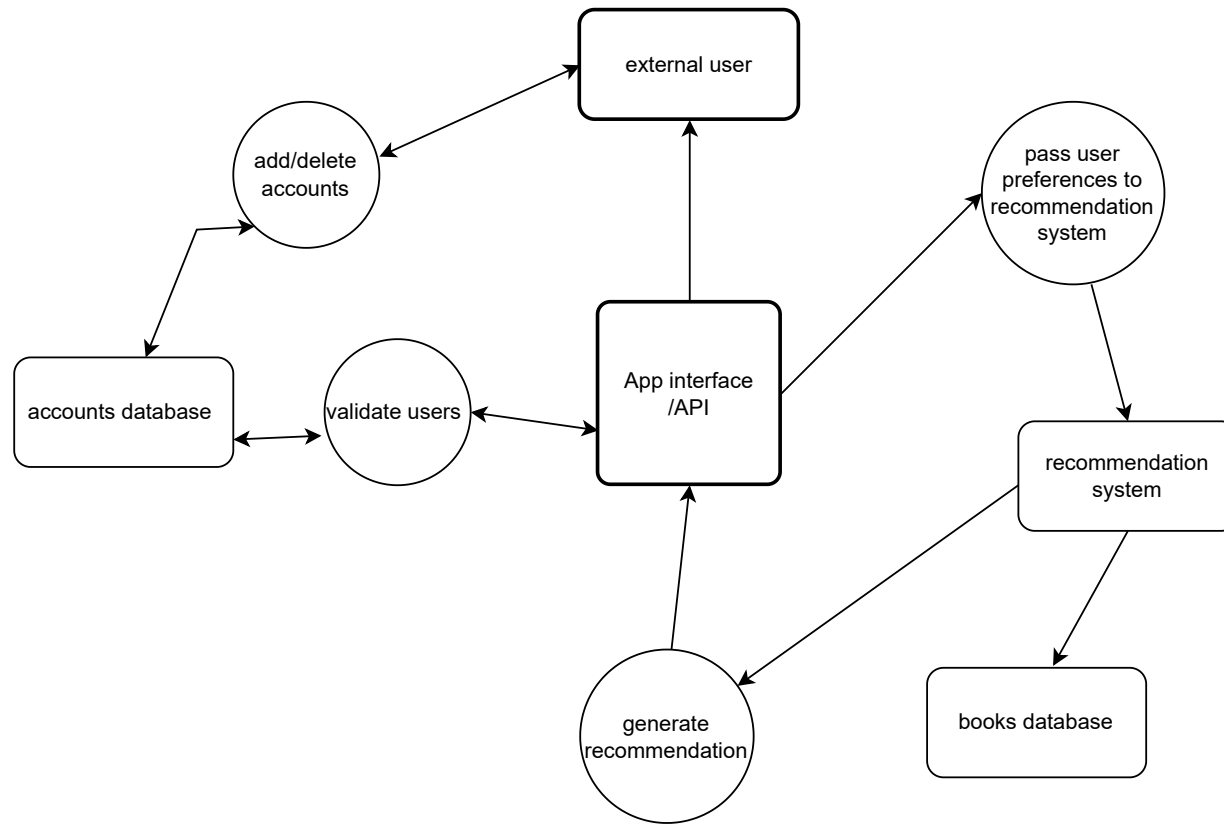 external user
add/delete
accounts
pass user
preferences to
recommendation
system
App interface
/API
accounts database
validate users
recommendation
system
generate
recommendation
books database